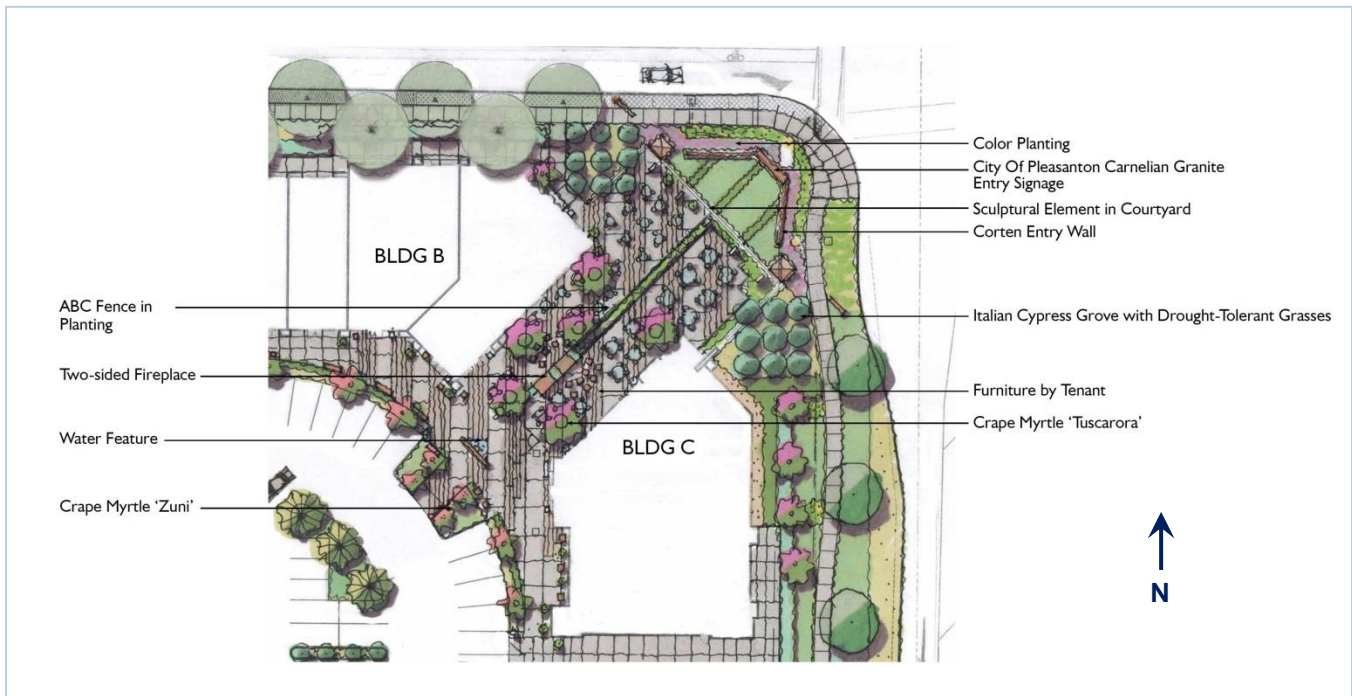 Color Planting
City Of Pleasanton Carnelian Granite
Entry Signage
Sculptural Element in Courtyard
Corten Entry Wall
BLDG B
ABC Fence in
Planting
Italian Cypress Grove with Drought-Tolerant Grasses
Two-sided Fireplace
Furniture by Tenant
Crape Myrtle ‘Tuscarora’
Water Feature
BLDG C
Crape Myrtle ‘Zuni’
N